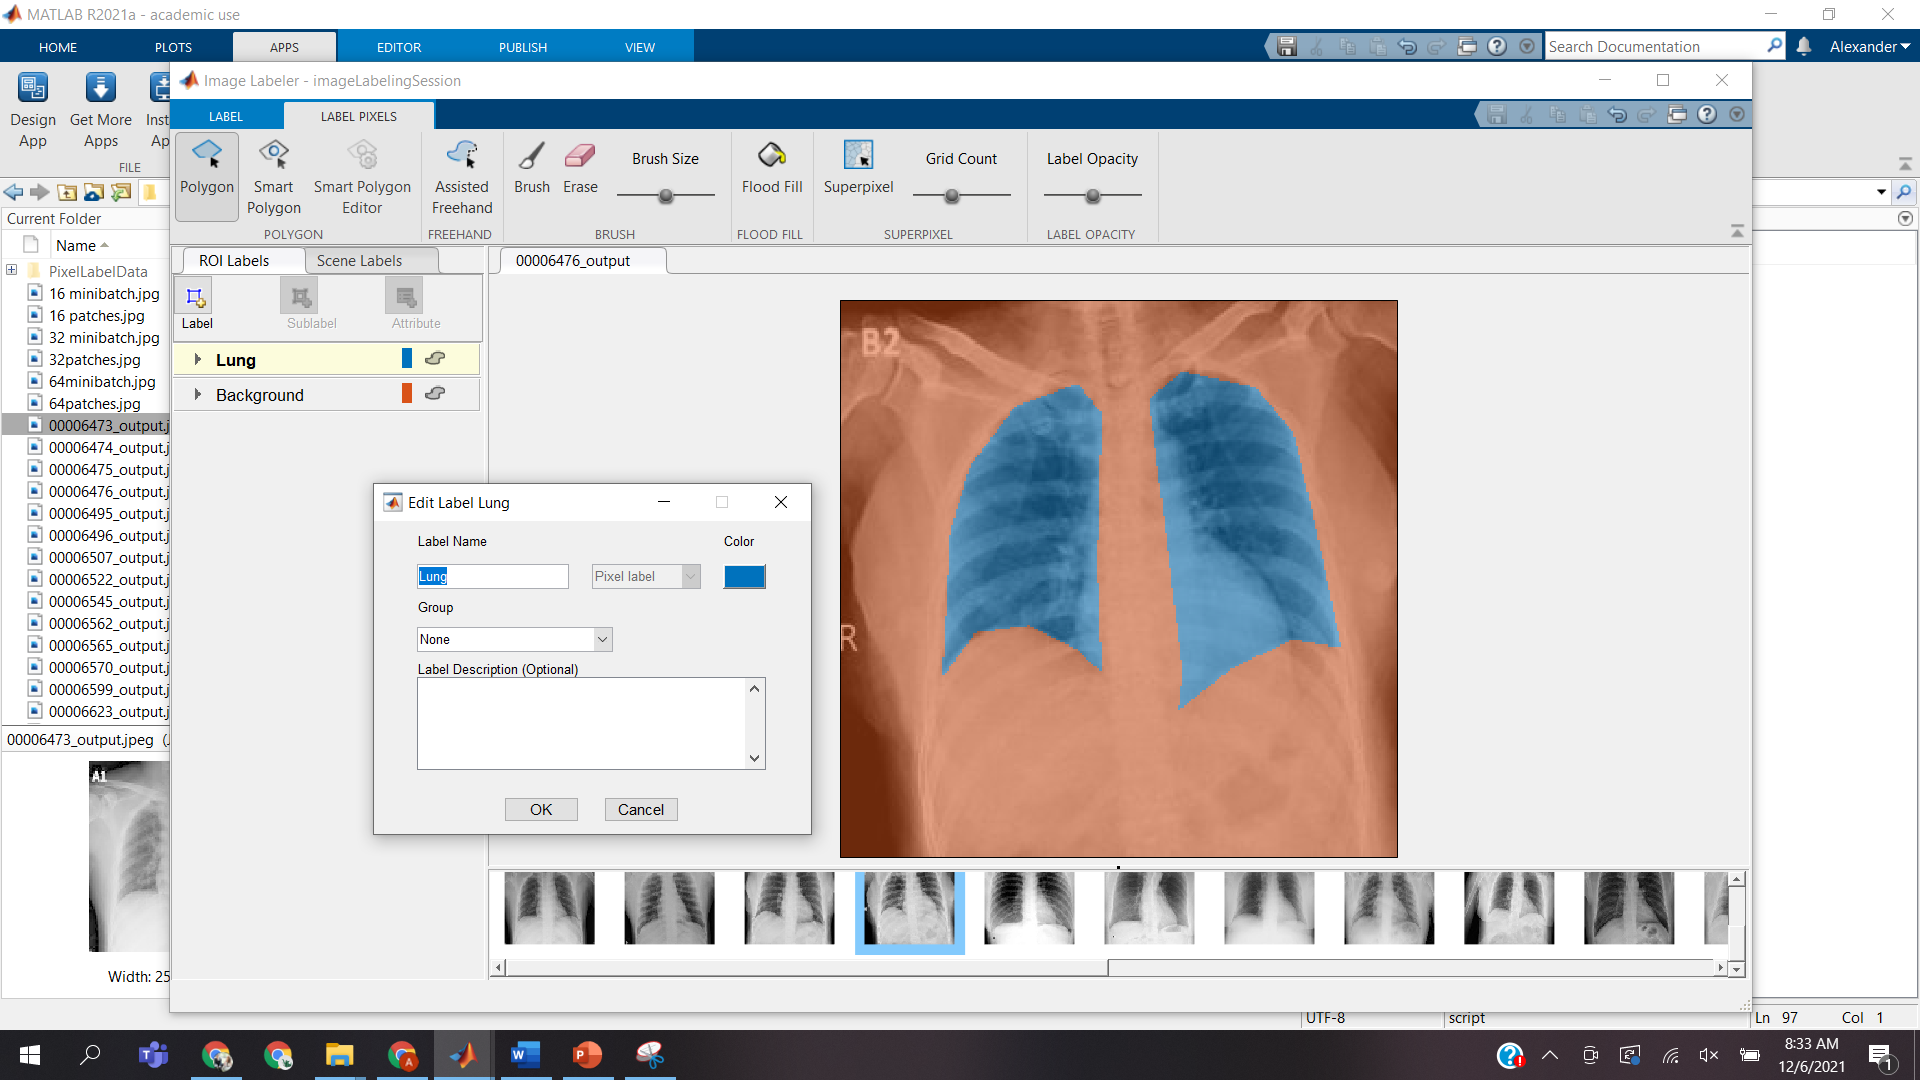 MATLAB R2021a - academic use
HOME PLOTS APPS EDITOR PUBLISH VIEW
Search Documentation
Alexander
Design App
Get More Apps
FILE
Image Labeler - imageLabelingSession
LABEL LABEL PIXELS
Polygon
Smart Polygon
Smart Polygon Editor
Assisted Freehand
Brush
Erase
Brush Size
Flood Fill
Superpixel
Grid Count
Label Opacity
POLYGON FREEHAND BRUSH FLOOD FILL SUPERPIXEL LABEL OPACITY
Current Folder
Name
PixelLabelData
16 minibatch.jpg
16 patches.jpg
32 minibatch.jpg
32patches.jpg
64minibatch.jpg
64patches.jpg
00006473_output.j
00006474_output.j
00006475_output.j
00006476_output.j
00006495_output.j
00006496_output.j
00006507_output.j
00006522_output.j
00006545_output.j
00006562_output.j
00006565_output.j
00006570_output.j
00006599_output.j
00006623_output.j
00006473_output.jpeg
A1
Width: 25
ROI Labels Scene Labels
Label Sublabel Attribute
Lung
Background
00006476_output
B2
R
Edit Label Lung
Label Name Color
Lung Pixel label
Group
None
Label Description (Optional)
OK Cancel
UTF-8 script Ln 97 Col 1
8:33 AM
12/6/2021
1